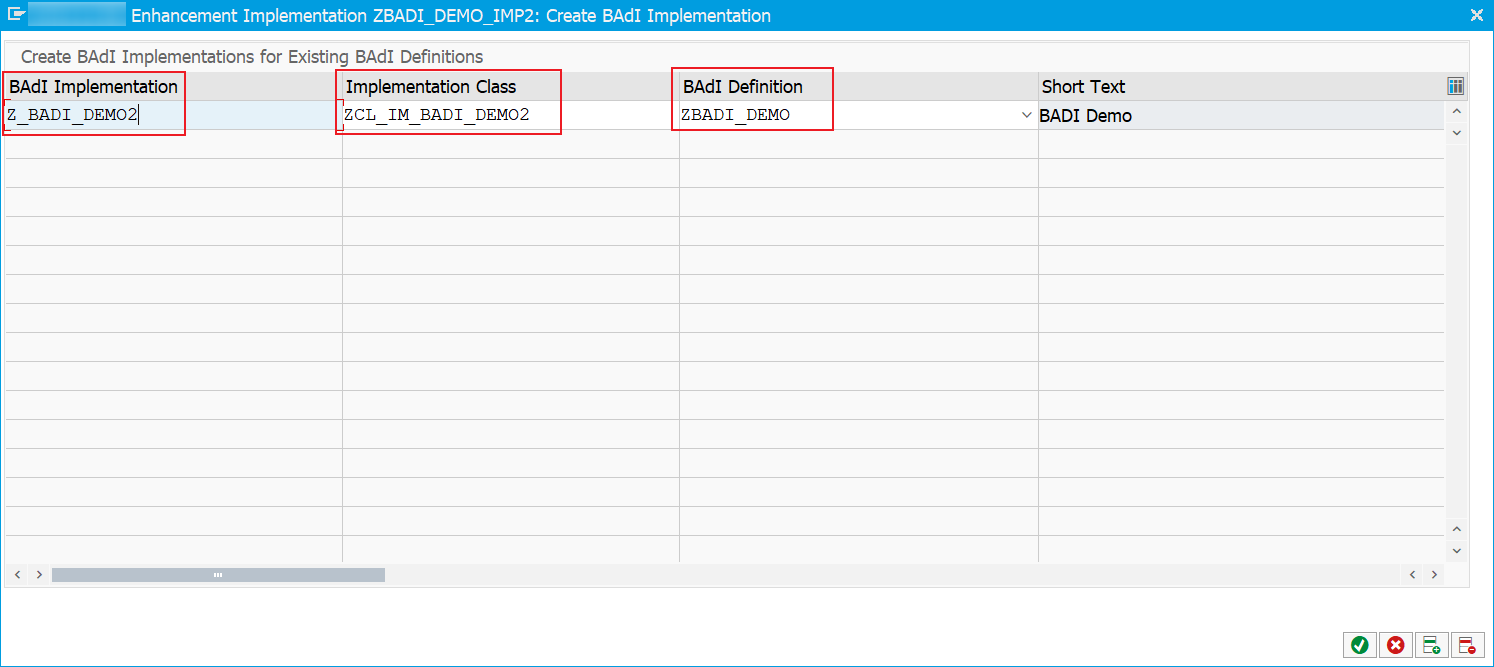 Enhancement Implementation ZBADI_DEMO_IMP2: Create BAdI Implementation
Create BAdI Implementations for Existing BAdI Definitions
BAdI Implementation Implementation Class BAdI Definition Short Text
Z_BADI_DEMO2 ZCL_IM_BADI_DEMO2 ZBADI_DEMO BADI Demo